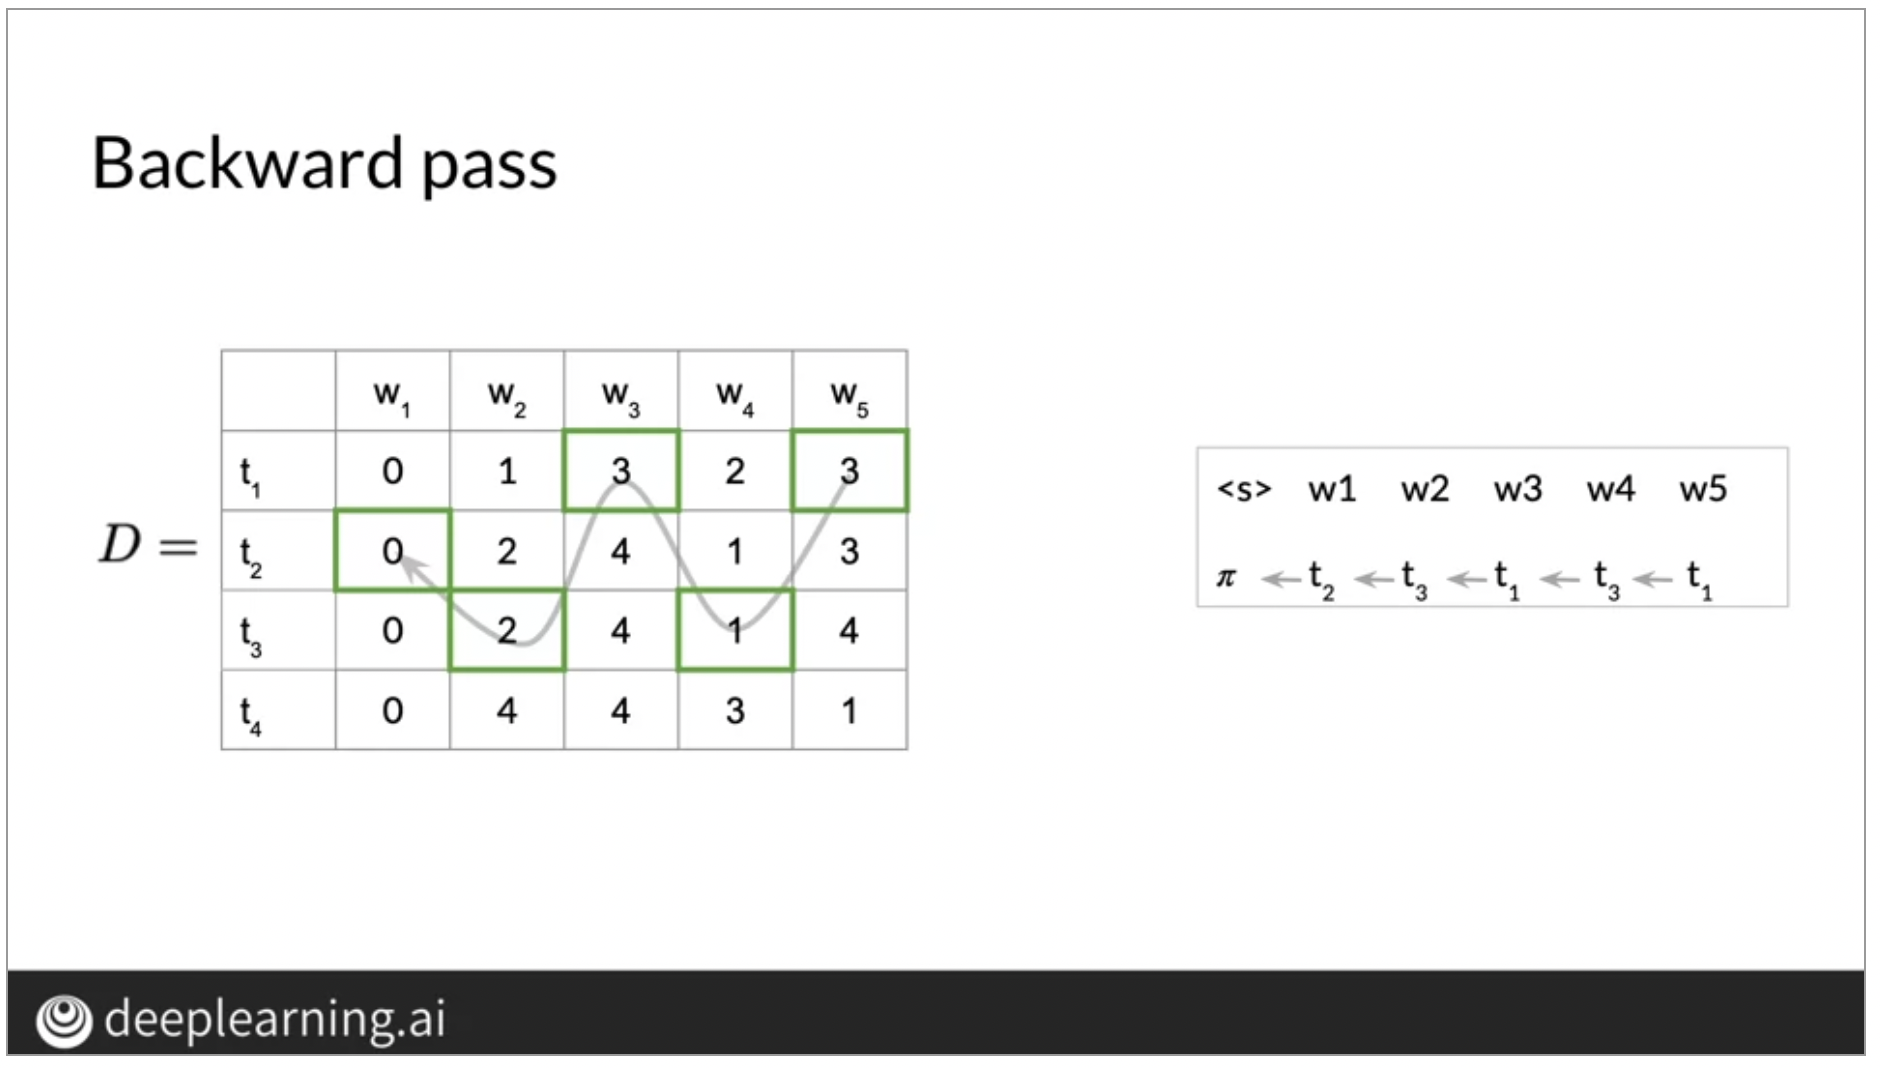 Backward pass
w₁ w₂ w₃ w₄ w₅
t₁ 0 1 3 2 3
D = t₂ 0 2 4 1 3
t₃ 0 2 4 1 4
t₄ 0 4 4 3 1
<s> w1 w2 w3 w4 w5
π ← t₂ ← t₃ ← t₁ ← t₃ ← t₁
deeplearning.ai